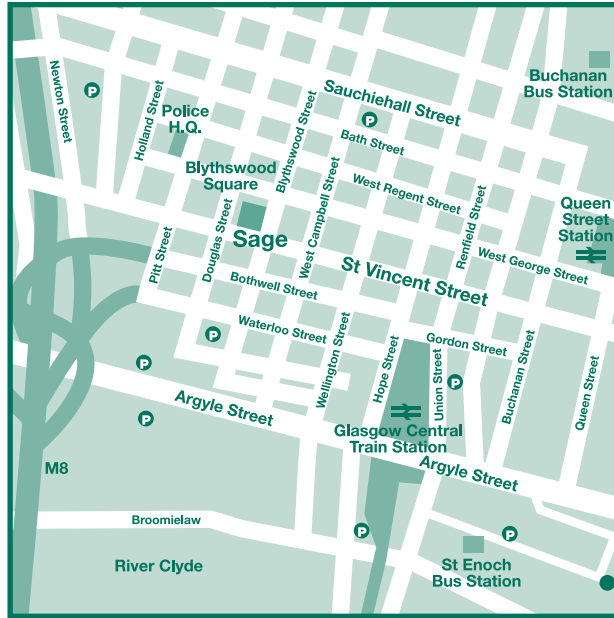 Newton Street
P
Holland Street
Police
H.Q.
Blythswood
Square
Blythswood Street
Sauchiehall Street
P
Bath Street
Buchanan
Bus Station
West Regent Street
West Campbell Street
Renfield Street
Queen
Street
Station
Sage
Pitt Street
Douglas Street
St Vincent Street
West George Street
Bothwell Street
Waterloo Street
P
Wellington Street
Hope Street
Gordon Street
Union Street
P
Buchanan Street
Queen Street
P
Argyle Street
P
Glasgow Central
Train Station
Argyle Street
M8
Broomielaw
P
P
River Clyde
St Enoch
Bus Station